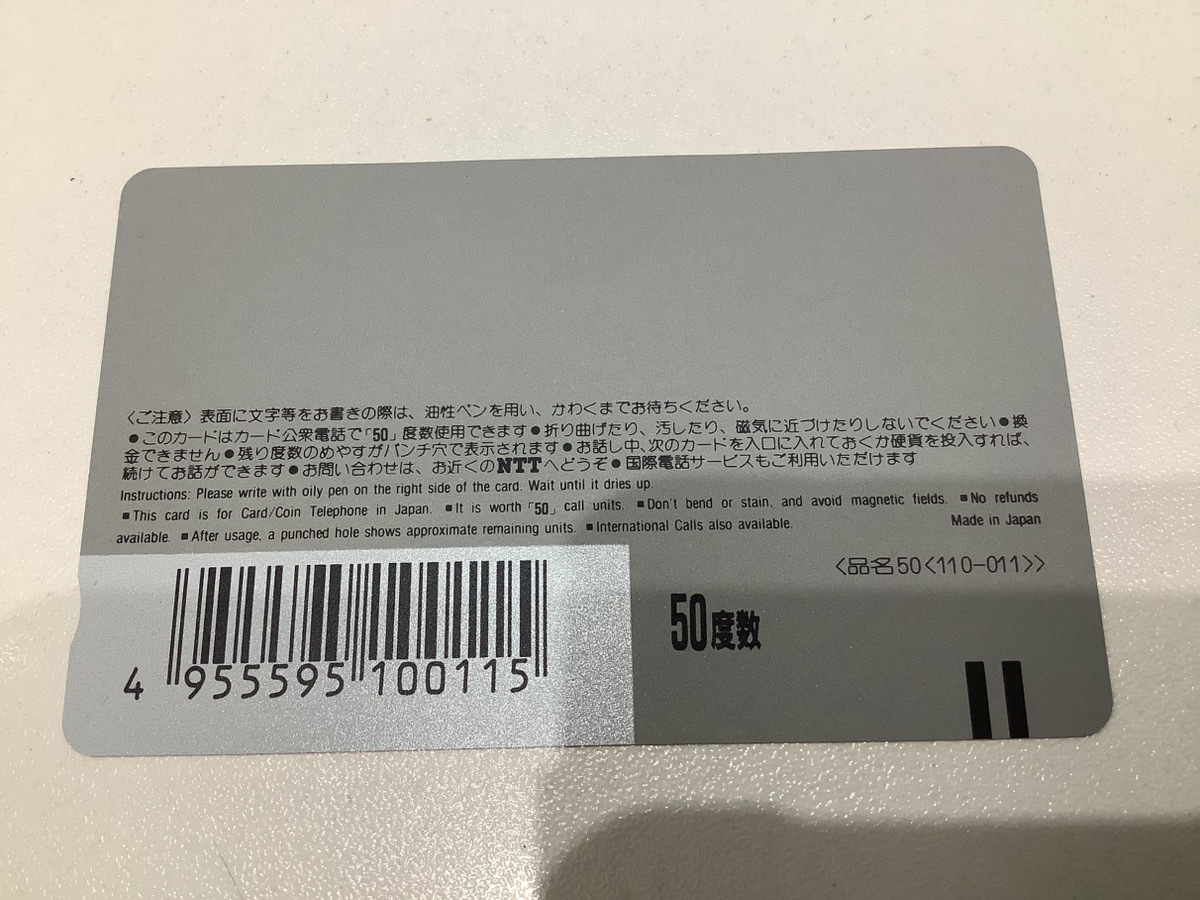 〈ご注意〉表面に文字等をお書きの際は、油性ペンを用い、かわくまでお待ちください。
●このカードはカード公衆電話で「50」度数使用できます●折り曲げたり、汚したり、磁気に近づけたりしないでください●換
金できません●残り度数のめやすがパンチ穴で表示されます●お話し中、次のカードを入口に入れておくか硬貨を投入すれば、
続けてお話ができます●お問い合わせは、お近くのNTTへどうぞ●国際電話サービスもご利用いただけます
Instructions: Please write with oily pen on the right side of the card. Wait until it dries up.
■This card is for Card/Coin Telephone in Japan. ■It is worth「50」call units. ■Don't bend or stain, and avoid magnetic fields. ■No refunds
available. ■After usage, a punched hole shows approximate remaining units. ■International Calls also available. Made in Japan
〈品名50〈110-011〉〉
50度数
4 955595 100115